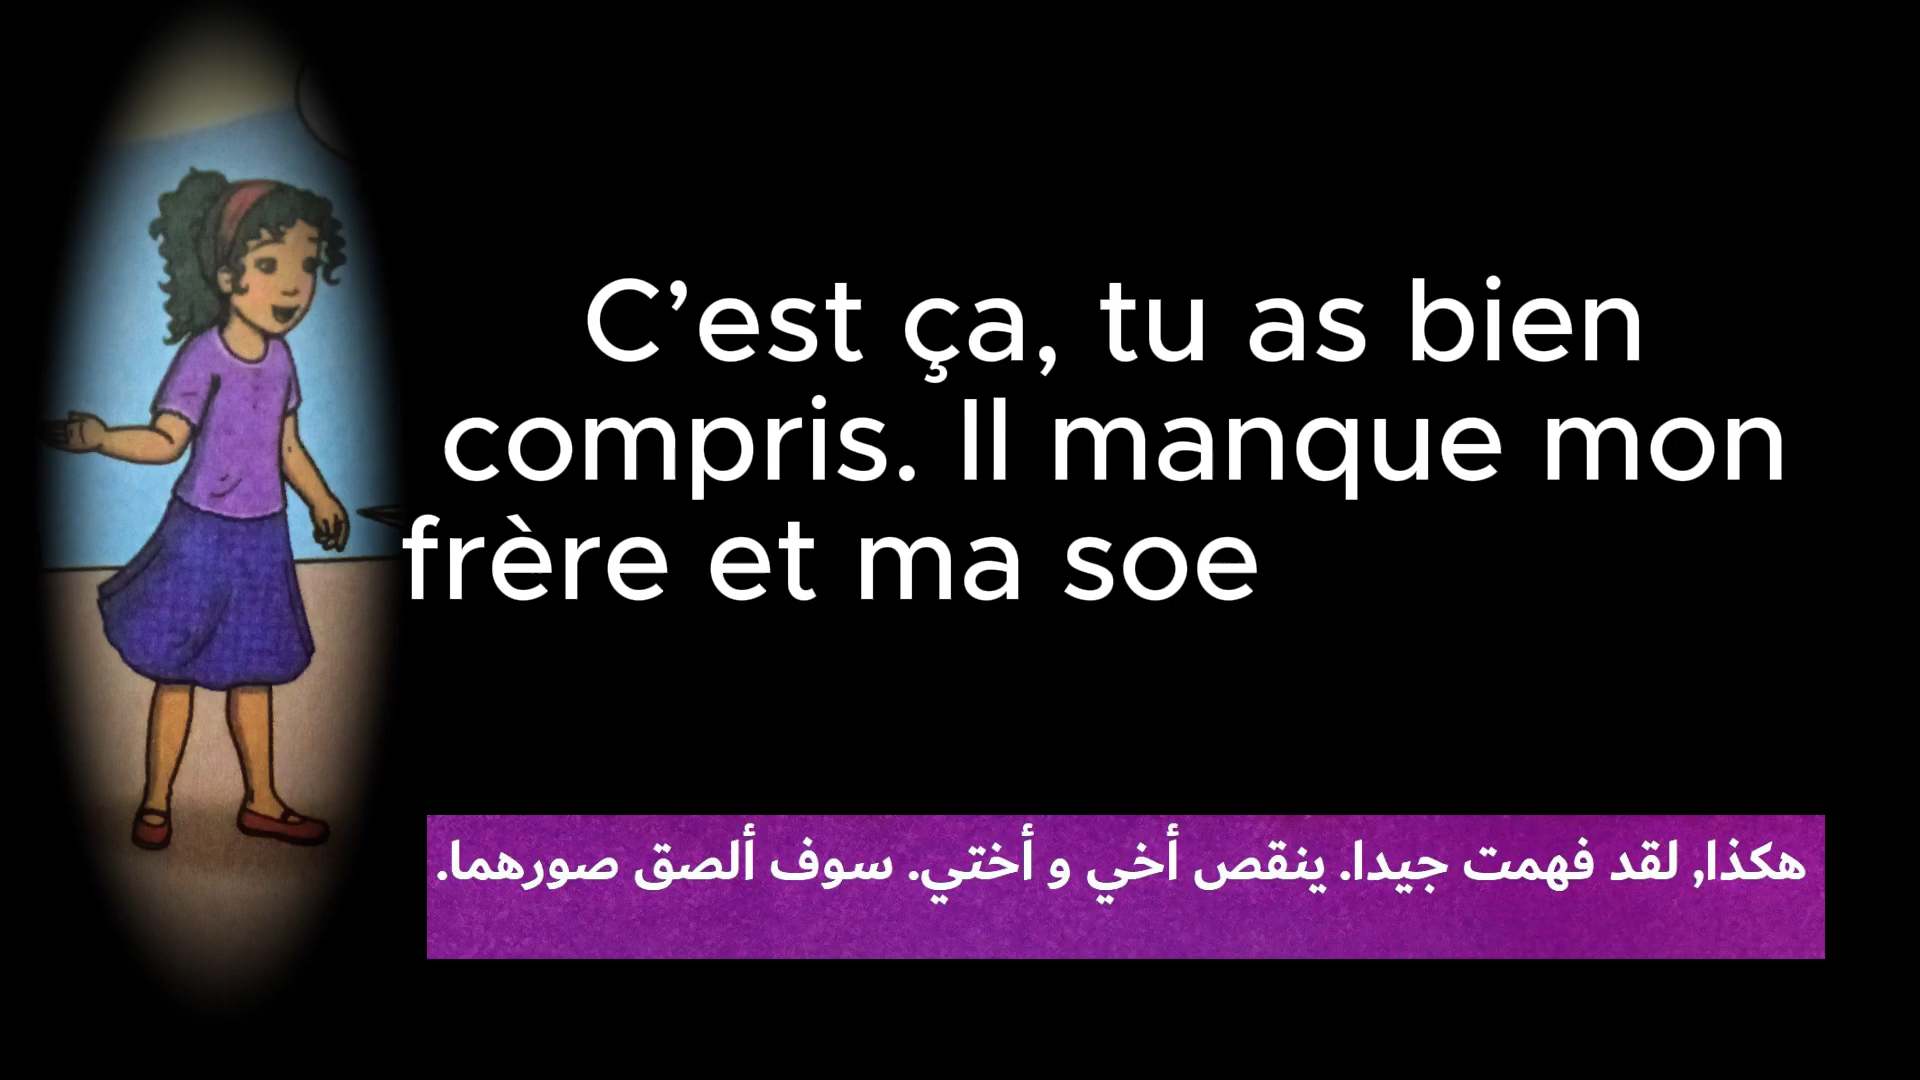 C’est ça, tu as bien
compris. Il manque mon
frère et ma soe
هكذا, لقد فهمت جيدا. ينقص أخي و أختي. سوف ألصق صورهما.